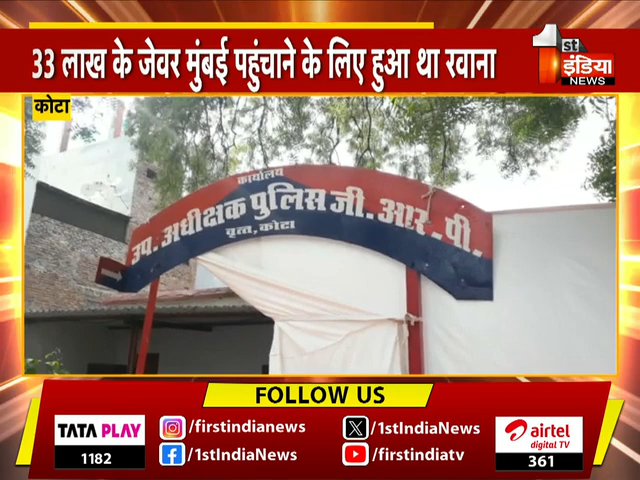 33 लाख के जेवर मुंबई पहुंचाने के लिए हुआ था रवाना
1st
इंडिया
NEWS
कोटा
कार्यालय
उप. अधीक्षक पुलिस जी. आर. पी.
वृत्त, कोटा
FOLLOW US
TATA PLAY
1182
/firstindianews
/1stIndiaNews
/1stIndiaNews
/firstindiatv
airtel
digital TV
361